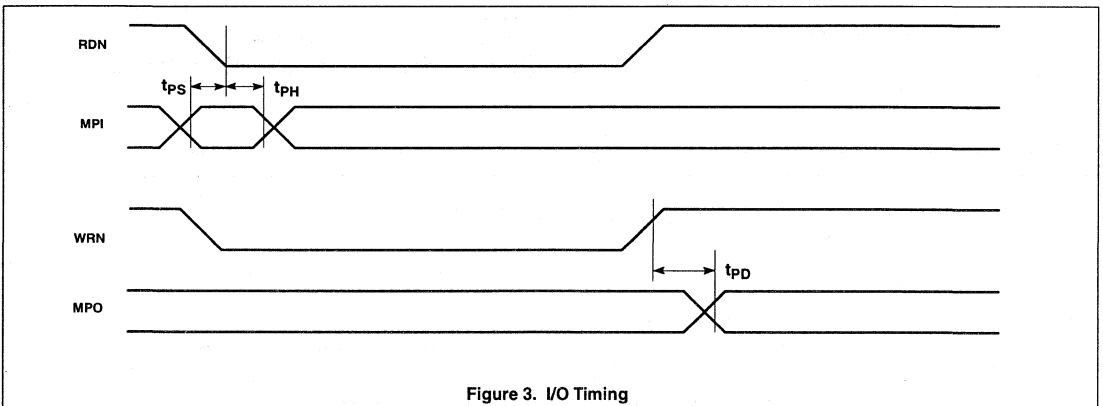 RDN
tPS
tPH
MPI
WRN
tPD
MPO
Figure 3. I/O Timing